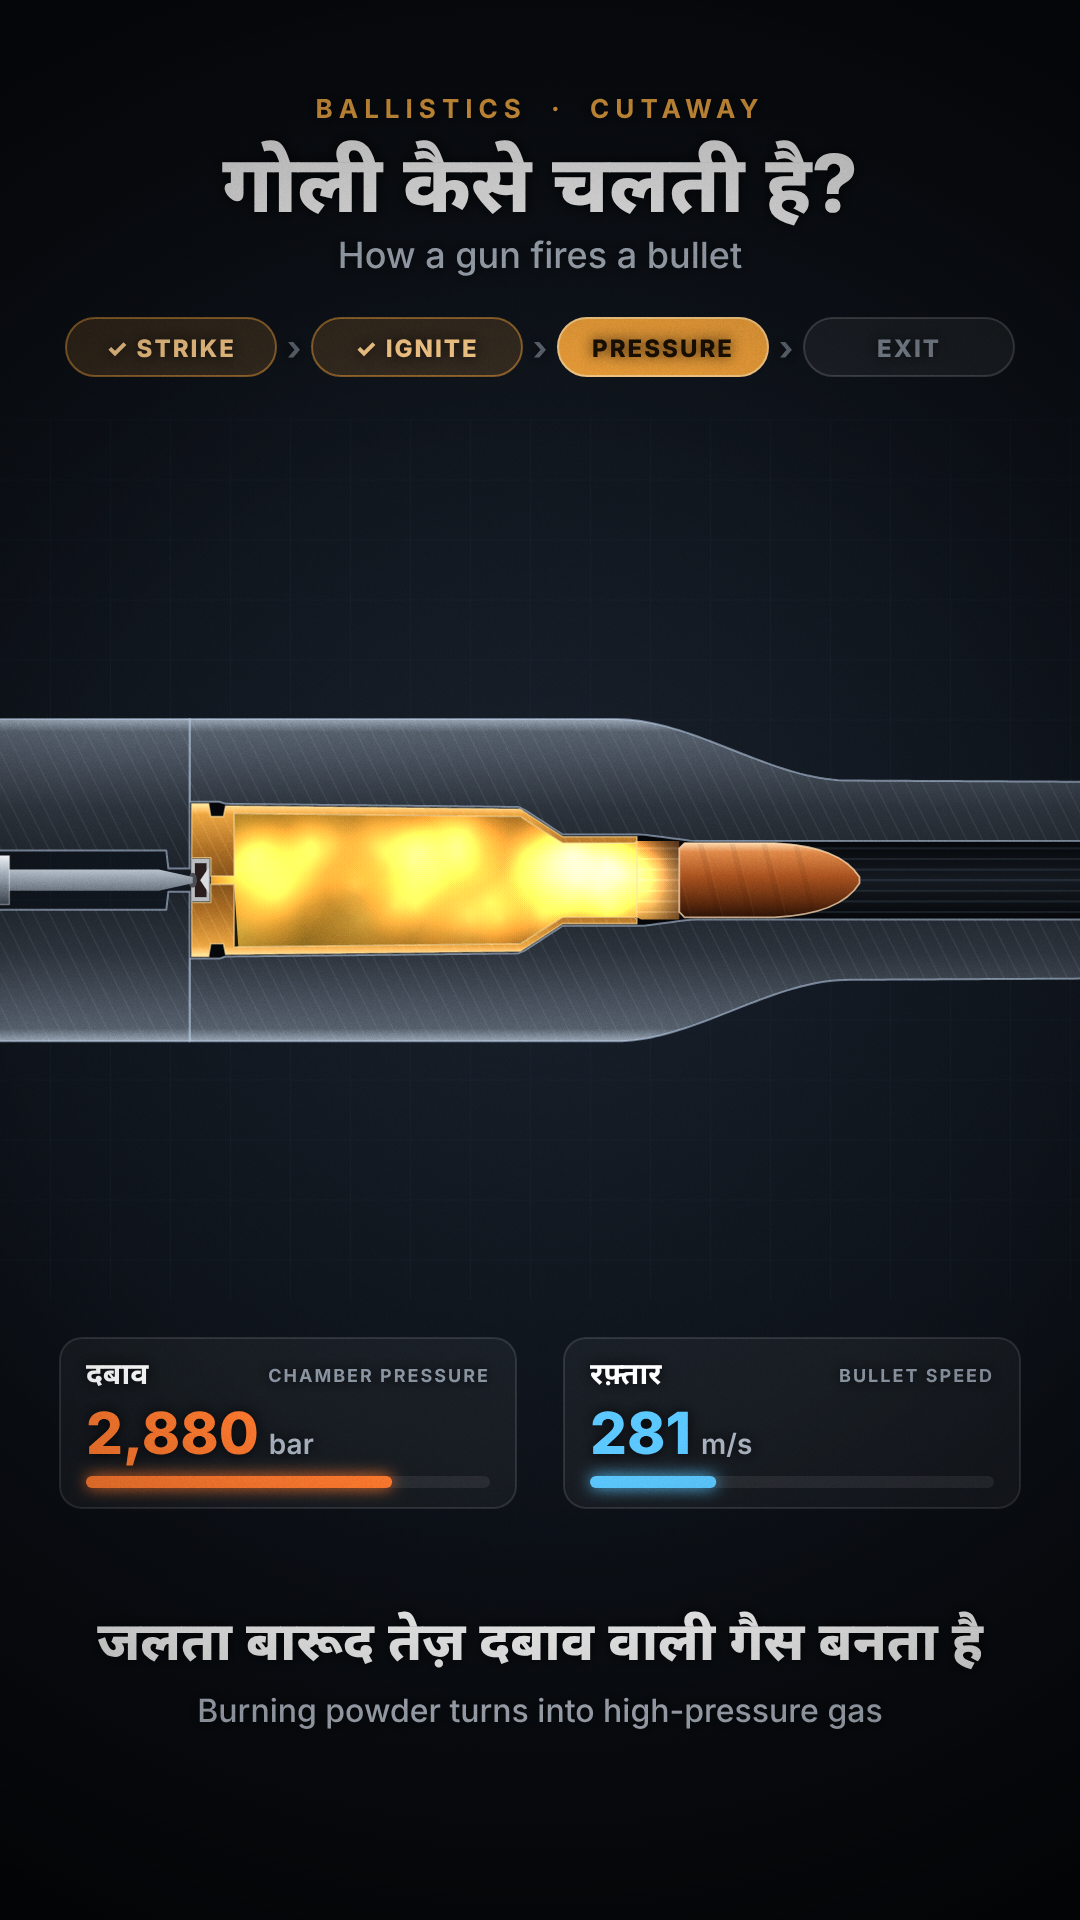 BALLISTICS · CUTAWAY
गोली कैसे चलती है?
How a gun fires a bullet
✓ STRIKE › ✓ IGNITE › PRESSURE › EXIT
दबाव CHAMBER PRESSURE
2,880 bar
रफ़्तार BULLET SPEED
281 m/s
जलता बारूद तेज़ दबाव वाली गैस बनता है
Burning powder turns into high-pressure gas